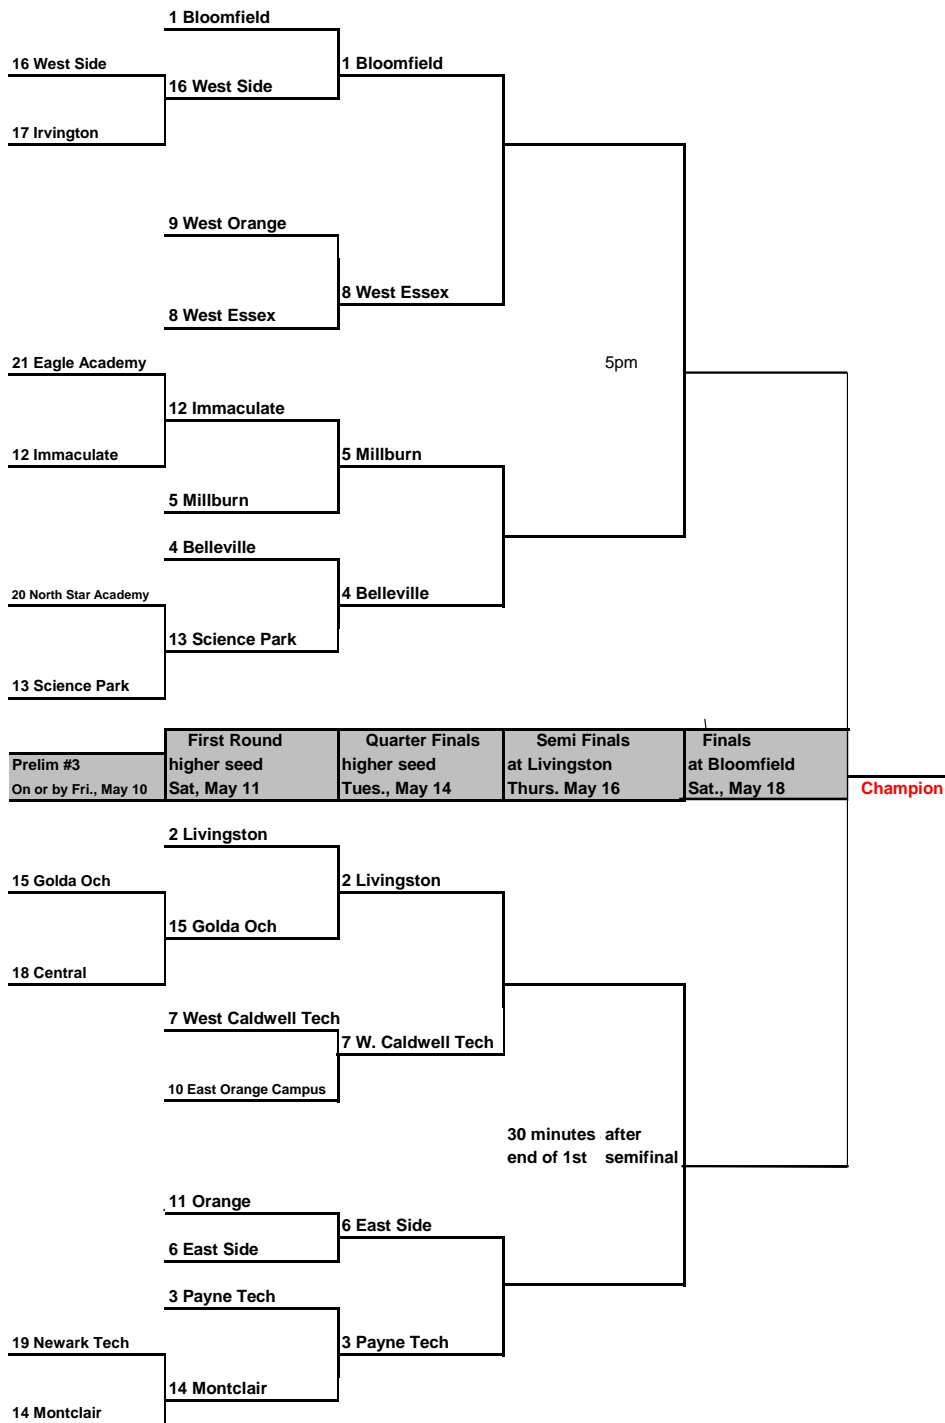 1 Bloomfield
16 West Side
1 Bloomfield
16 West Side
17 Irvington
9 West Orange
8 West Essex
8 West Essex
21 Eagle Academy
5pm
12 Immaculate
12 Immaculate
5 Millburn
5 Millburn
4 Belleville
20 North Star Academy
4 Belleville
13 Science Park
13 Science Park
First Round
Quarter Finals
Semi Finals
Finals
Prelim #3
higher seed
higher seed
at Livingston
at Bloomfield
On or by Fri., May 10
Sat, May 11
Tues., May 14
Thurs. May 16
Sat., May 18
Champion
2 Livingston
15 Golda Och
2 Livingston
15 Golda Och
18 Central
7 West Caldwell Tech
7 W. Caldwell Tech
10 East Orange Campus
30 minutes after
end of 1st semifinal
11 Orange
6 East Side
6 East Side
3 Payne Tech
19 Newark Tech
3 Payne Tech
14 Montclair
14 Montclair